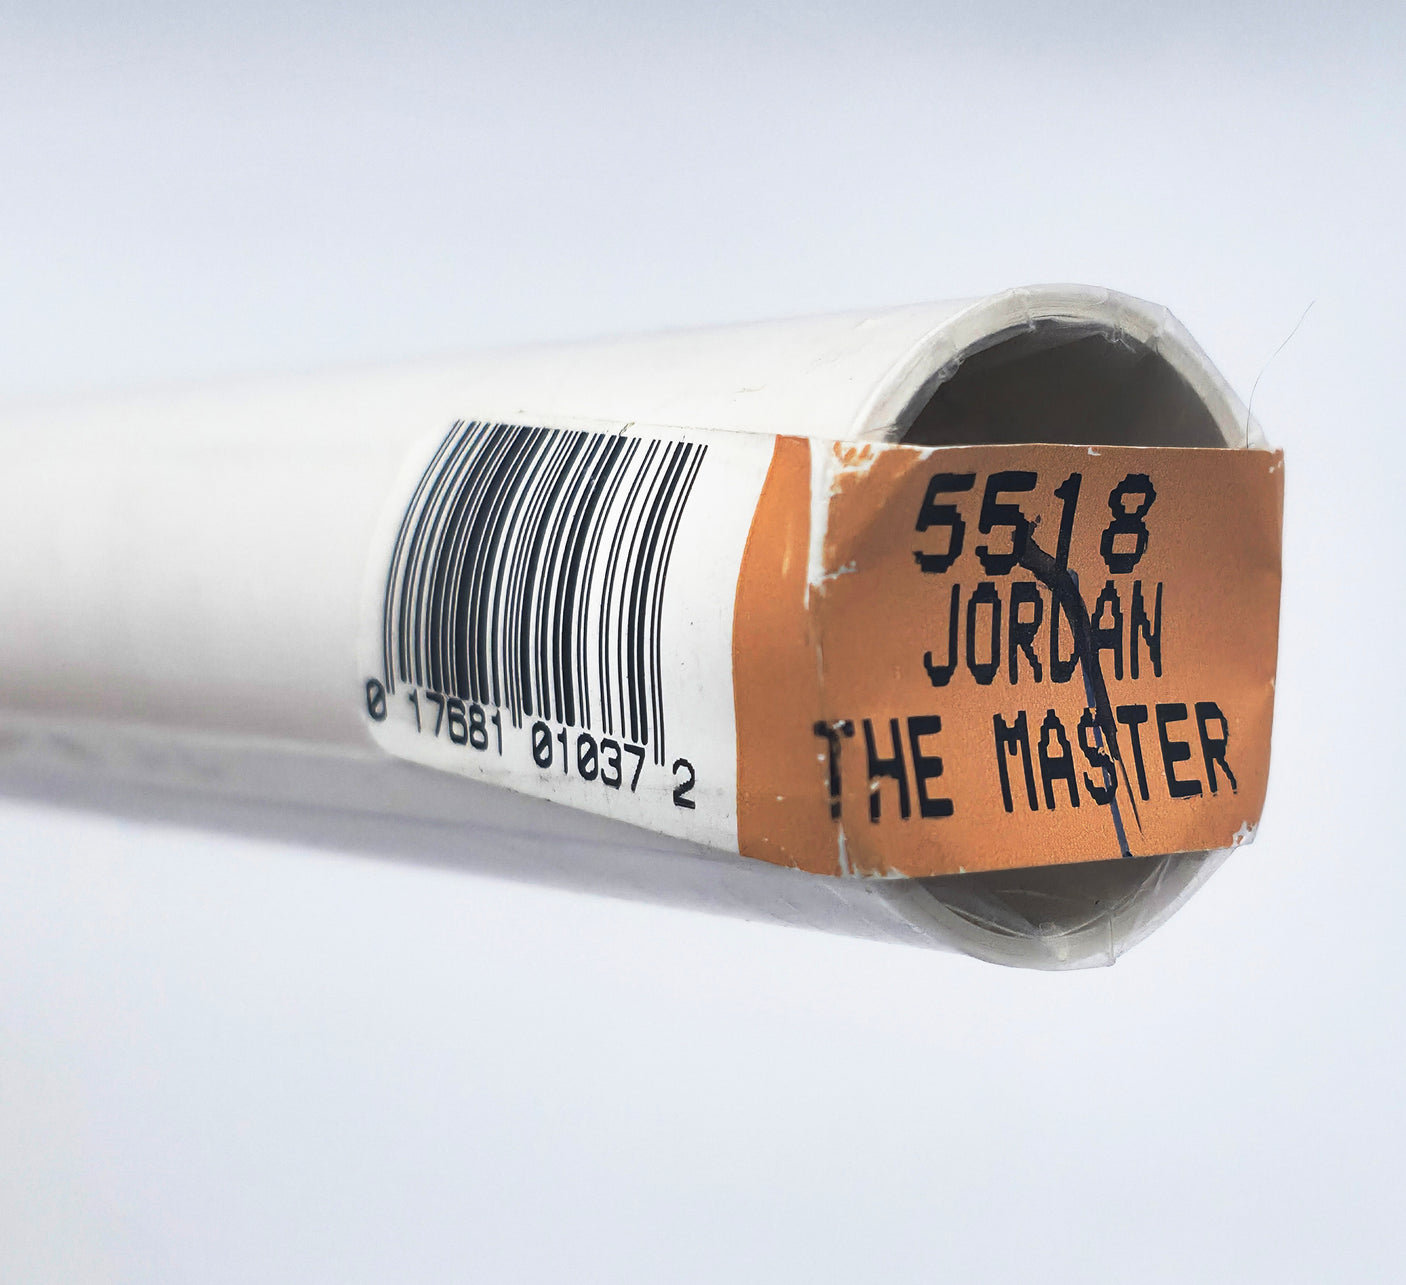 5518
JORDAN
THE MASTER
0 17681 01037 2